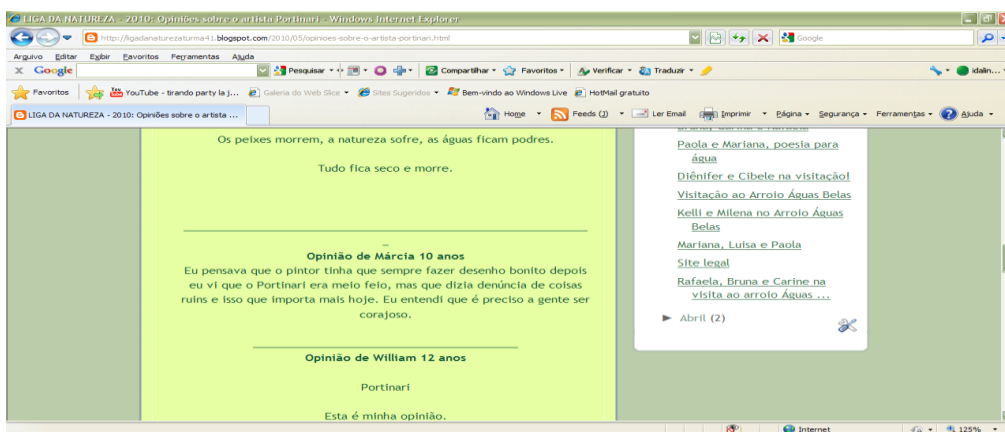 LIGA DA NATUREZA - 2010: Opiniões sobre o artista Portinari - Windows Internet Explorer
http://ligadanaturezaturma41.blogspot.com/2010/05/opinioes-sobre-o-artista-portinari.html
Google
Arquivo Editar Exibir Favoritos Ferramentas Ajuda
x Google Pesquisar Compartilhar Favoritos Verificar Traduzir idalin...
Favoritos YouTube - tirando party la j... Galeria do Web Slice Sites Sugeridos Bem-vindo ao Windows Live HotMail gratuito
LIGA DA NATUREZA - 2010: Opiniões sobre o artista ... Home Feeds (J) Ler Email Imprimir Página Segurança Ferramentas Ajuda
Os peixes morrem, a natureza sofre, as águas ficam podres.
Tudo fica seco e morre.
Opinião de Márcia 10 anos
Eu pensava que o pintor tinha que sempre fazer desenho bonito depois
eu vi que o Portinari era meio feio, mas que dizia denúncia de coisas
ruins e isso que importa mais hoje. Eu entendi que é preciso a gente ser
corajoso.
Opinião de William 12 anos
Portinari
Esta é minha opinião.
Paola e Mariana, poesia para
água
Diênifer e Cibele na visitação!
Visitação ao Arroio Águas Belas
Kelli e Milena no Arroio Águas
Belas
Mariana, Luisa e Paola
Site legal
Rafaela, Bruna e Carine na
visita ao arroio Águas ...
► Abril (2)
Internet 125%